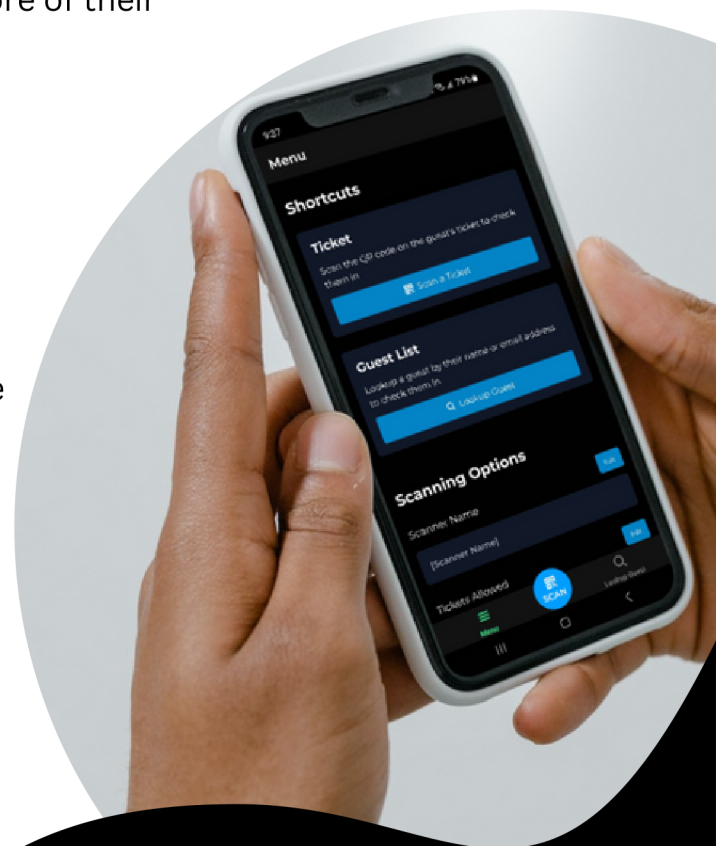 ore of their
e
9:37
79%
Menu
Shortcuts
Ticket
Scan the QR code on the guest's ticket to check
them in
Scan a Ticket
Guest List
Lookup a guest by their name or email address
to check them in
Lookup Guest
Scanning Options
Edit
Scanner Name
[Scanner Name]
Edit
Tickets Allowed
Menu
SCAN
Lookup Guest